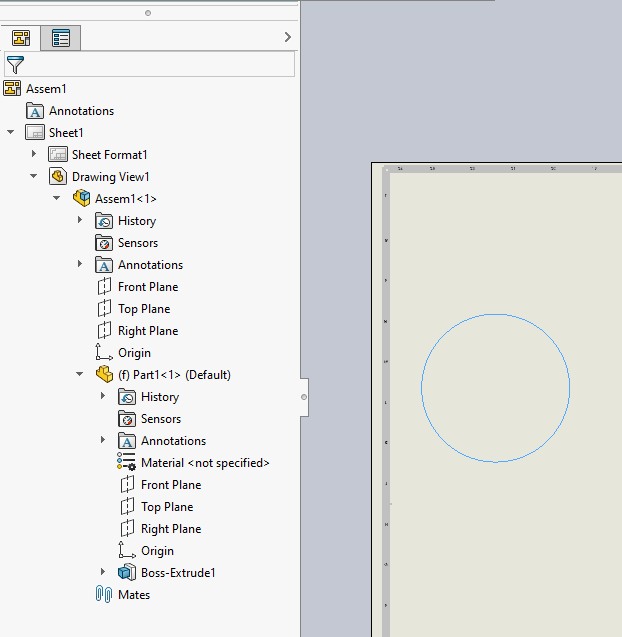 Assem1
Annotations
Sheet1
Sheet Format1
Drawing View1
Assem1<1>
History
Sensors
Annotations
Front Plane
Top Plane
Right Plane
Origin
(f) Part1<1> (Default)
History
Sensors
Annotations
Material <not specified>
Front Plane
Top Plane
Right Plane
Origin
Boss-Extrude1
Mates